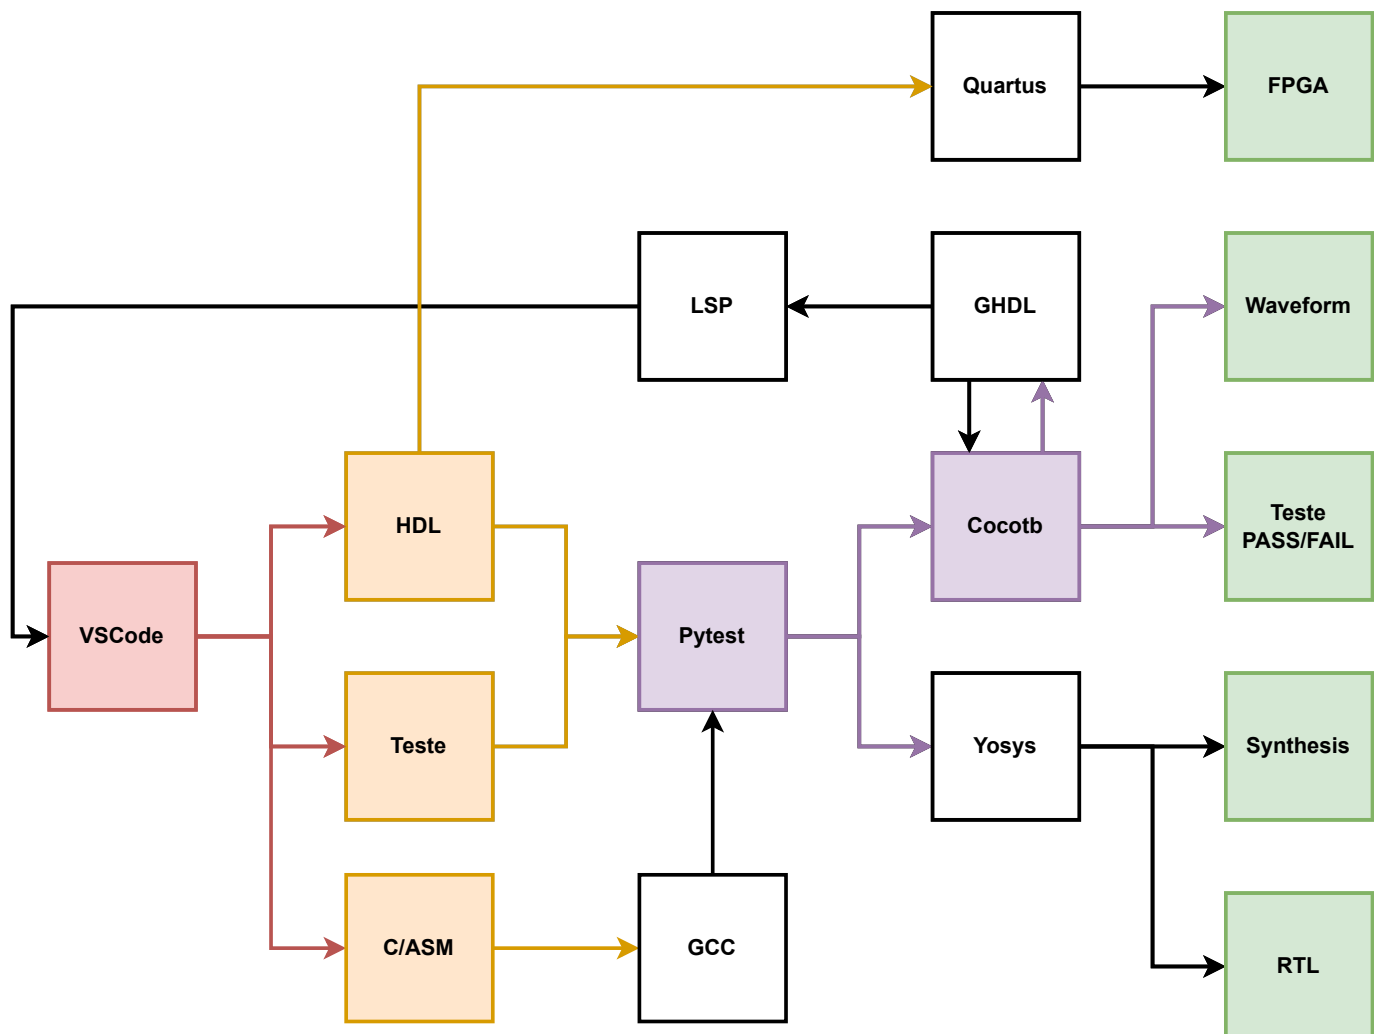 Quartus
FPGA
LSP
GHDL
Waveform
HDL
Cocotb
Teste
PASS/FAIL
VSCode
Pytest
Teste
Yosys
Synthesis
C/ASM
GCC
RTL